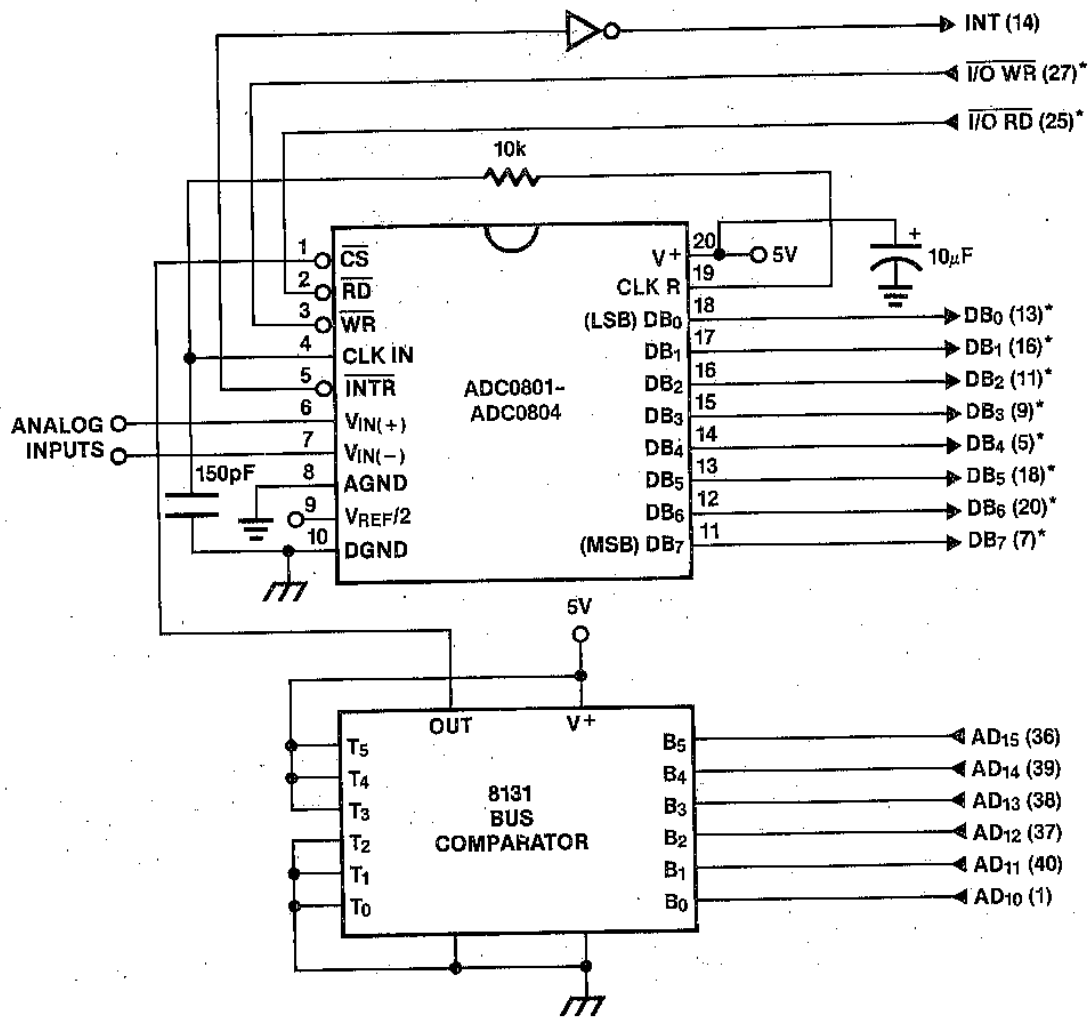 INT (14)
I/O WR (27)*
I/O RD (25)*
10k
1 CS
2 RD
3 WR
4 CLK IN
5 INTR
6 VIN(+)
7 VIN(−)
8 AGND
9 VREF/2
10 DGND
ANALOG
INPUTS
150pF
ADC0801-
ADC0804
V+ 20
5V
+
10µF
CLK R 19
(LSB) DB0 18 DB0 (13)*
DB1 17 DB1 (16)*
DB2 16 DB2 (11)*
DB3 15 DB3 (9)*
DB4 14 DB4 (5)*
DB5 13 DB5 (18)*
DB6 12 DB6 (20)*
(MSB) DB7 11 DB7 (7)*
5V
OUT V+
T5
T4
T3
T2
T1
T0
8131
BUS
COMPARATOR
B5 AD15 (36)
B4 AD14 (39)
B3 AD13 (38)
B2 AD12 (37)
B1 AD11 (40)
B0 AD10 (1)